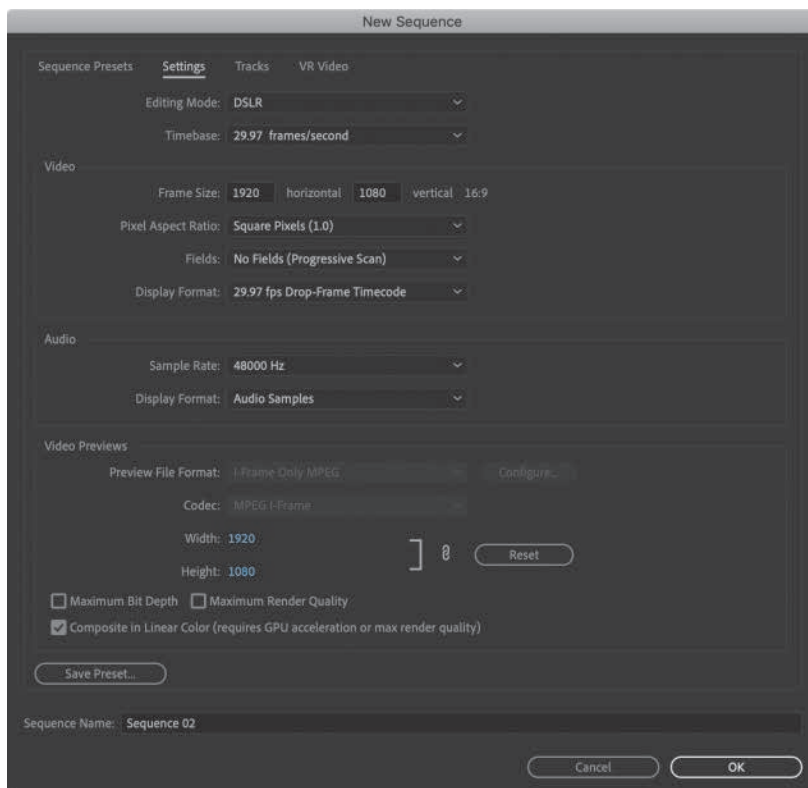 New Sequence
Sequence Presets Settings Tracks VR Video
Editing Mode: DSLR
Timebase: 29.97 frames/second
Video
Frame Size: 1920 horizontal 1080 vertical 16:9
Pixel Aspect Ratio: Square Pixels (1.0)
Fields: No Fields (Progressive Scan)
Display Format: 29.97 fps Drop-Frame Timecode
Audio
Sample Rate: 48000 Hz
Display Format: Audio Samples
Video Previews
Preview File Format: I-Frame Only MPEG Configure...
Codec: MPEG I-Frame
Width: 1920
Height: 1080
Reset
Maximum Bit Depth Maximum Render Quality
Composite in Linear Color (requires GPU acceleration or max render quality)
Save Preset...
Sequence Name: Sequence 02
Cancel OK